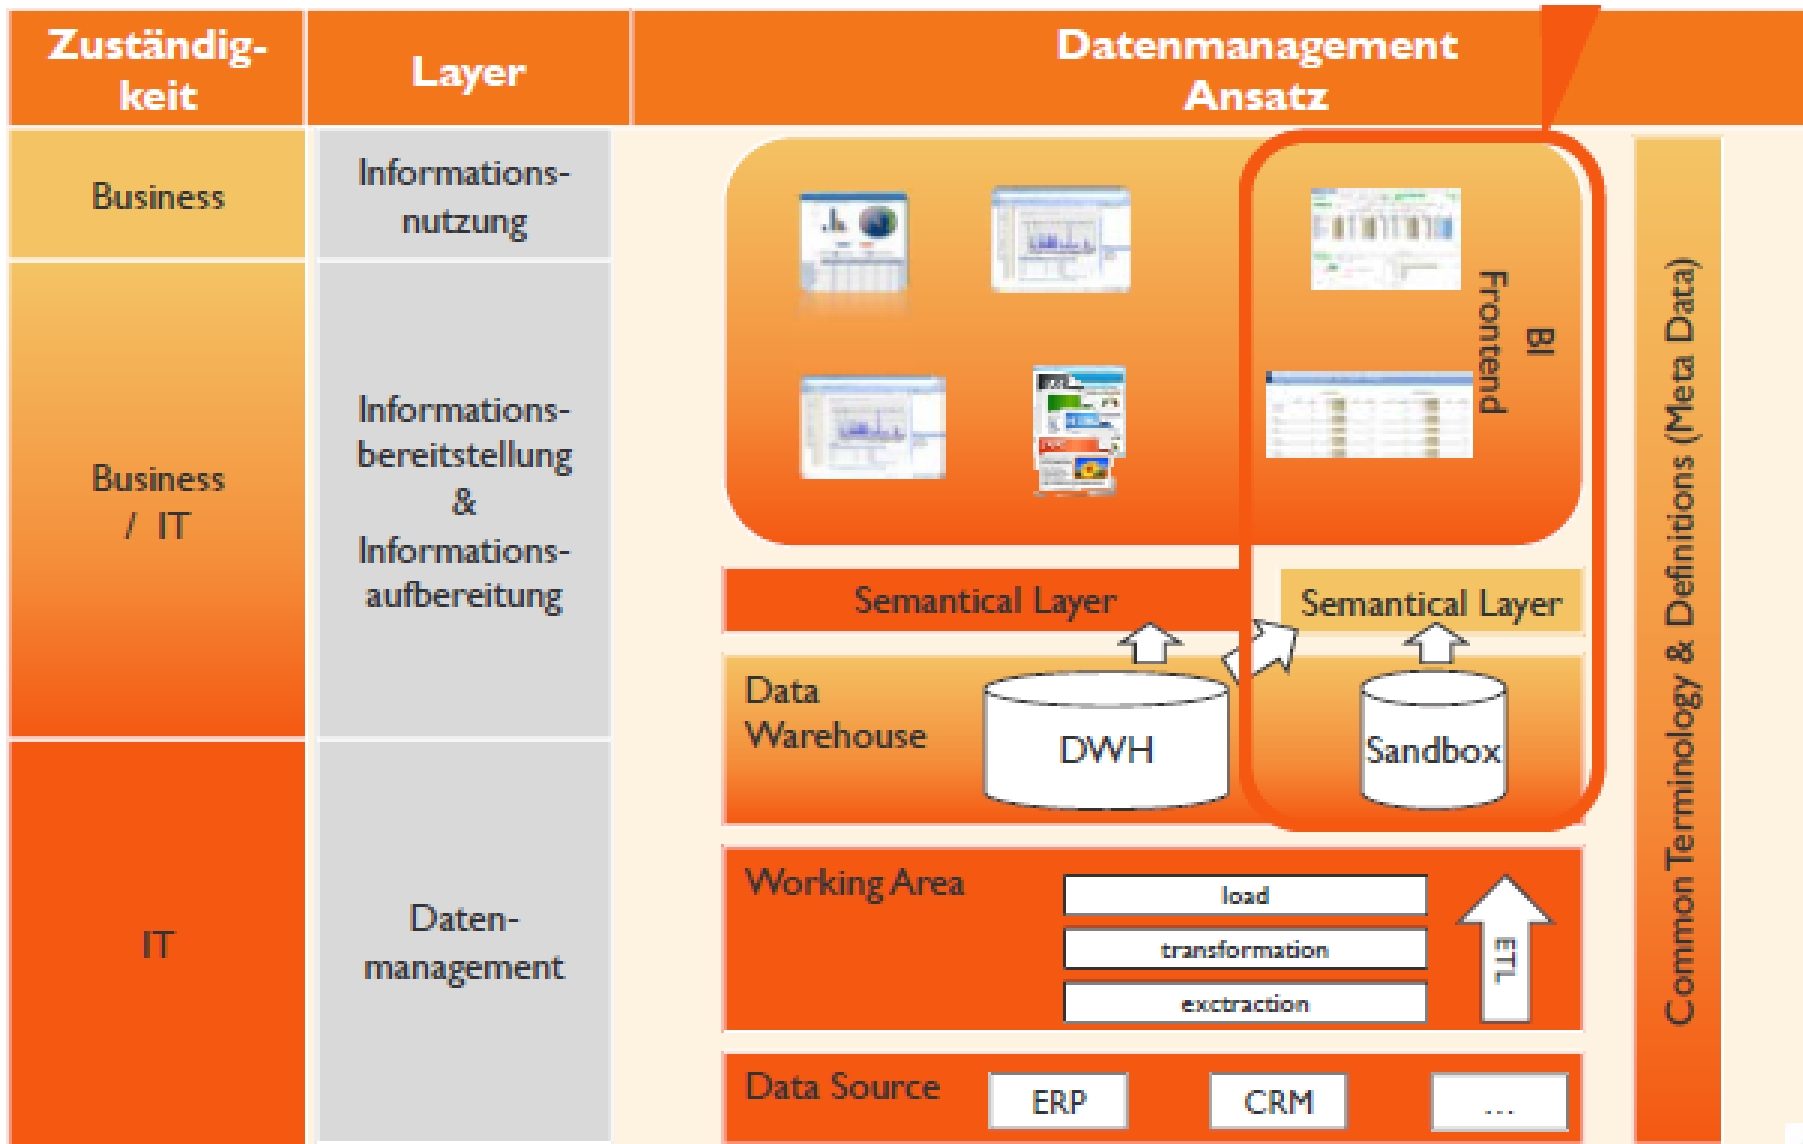 Zuständig-
keit
Layer
Datenmanagement
Ansatz
Business
Informations-
nutzung
Business
/ IT
Informations-
bereitstellung
&
Informations-
aufbereitung
IT
Daten-
management
BI
Frontend
Semantical Layer
Semantical Layer
Data
Warehouse
DWH
Sandbox
Working Area
load
transformation
exctraction
ETL
Data Source
ERP
CRM
...
Common Terminology & Definitions (Meta Data)